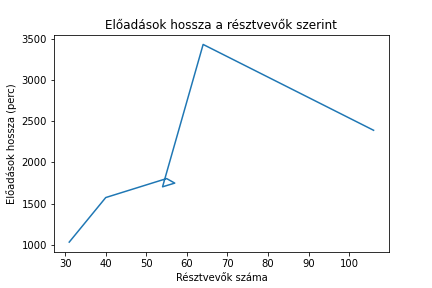 Előadások hossza a résztvevők szerint
Előadások hossza (perc)
3500
3000
2500
2000
1500
1000
30 40 50 60 70 80 90 100
Résztvevők száma